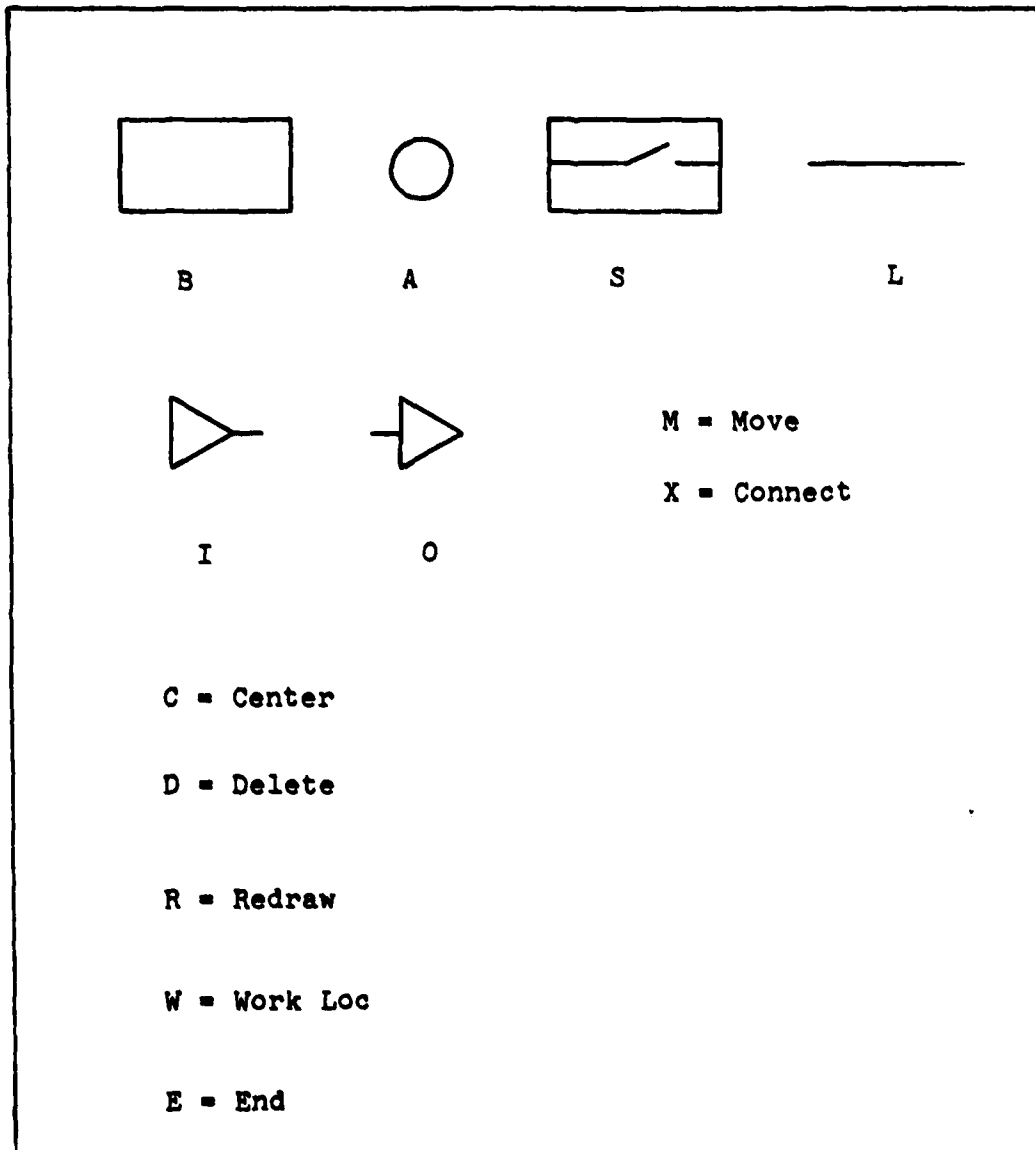 B A S L
M = Move
X = Connect
I O
C = Center
D = Delete
R = Redraw
W = Work Loc
E = End